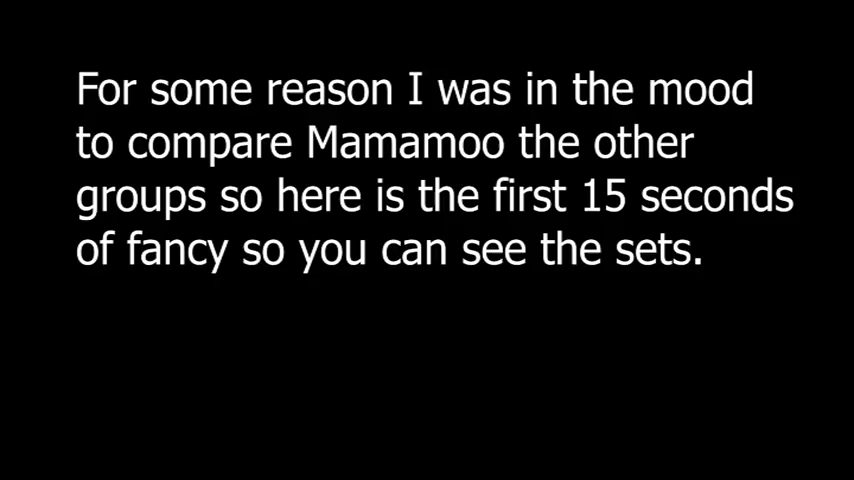 For some reason I was in the mood
to compare Mamamoo the other
groups so here is the first 15 seconds
of fancy so you can see the sets.